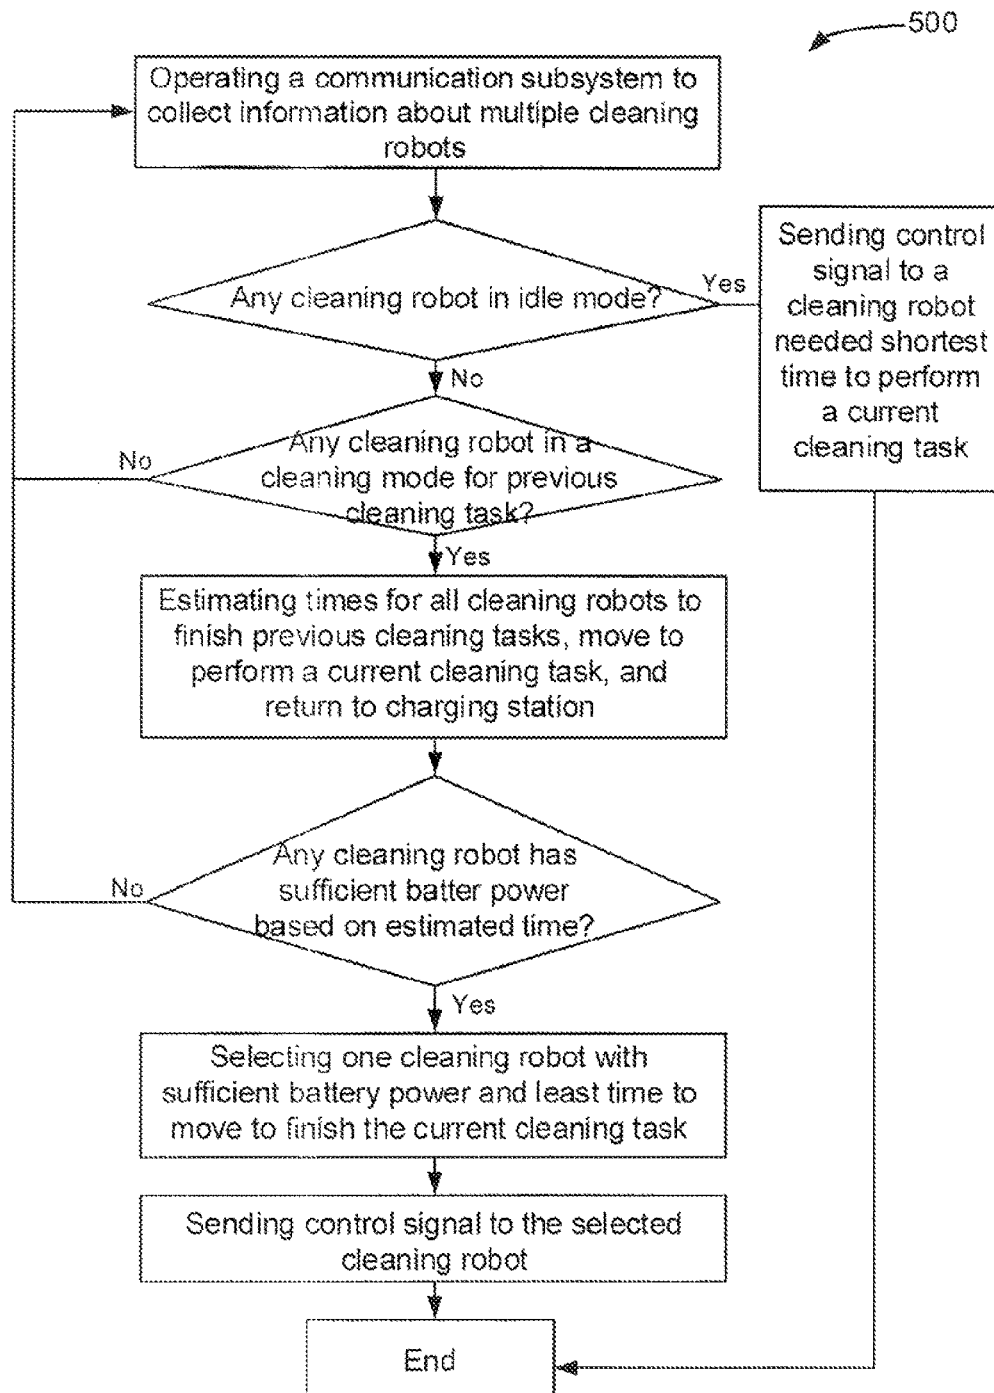 500
Operating a communication subsystem to
collect information about multiple cleaning
robots
Any cleaning robot in idle mode?
Yes
Sending control
signal to a
cleaning robot
needed shortest
time to perform
a current
cleaning task
No
Any cleaning robot in a
cleaning mode for previous
cleaning task?
No
Yes
Estimating times for all cleaning robots to
finish previous cleaning tasks, move to
perform a current cleaning task, and
return to charging station
Any cleaning robot has
sufficient batter power
based on estimated time?
No
Yes
Selecting one cleaning robot with
sufficient battery power and least time to
move to finish the current cleaning task
Sending control signal to the selected
cleaning robot
End